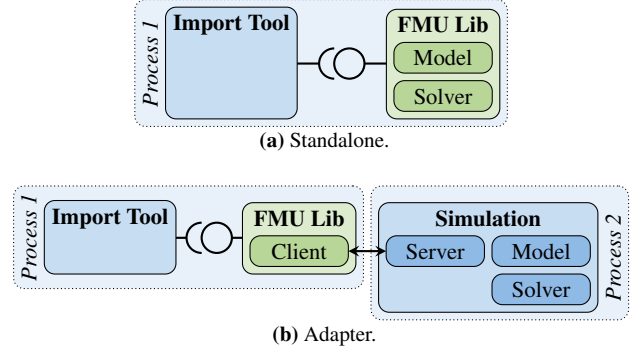 Process 1
Import Tool
FMU Lib
Model
Solver
(a) Standalone.
Process 1
Import Tool
FMU Lib
Client
Simulation
Server
Model
Solver
Process 2
(b) Adapter.